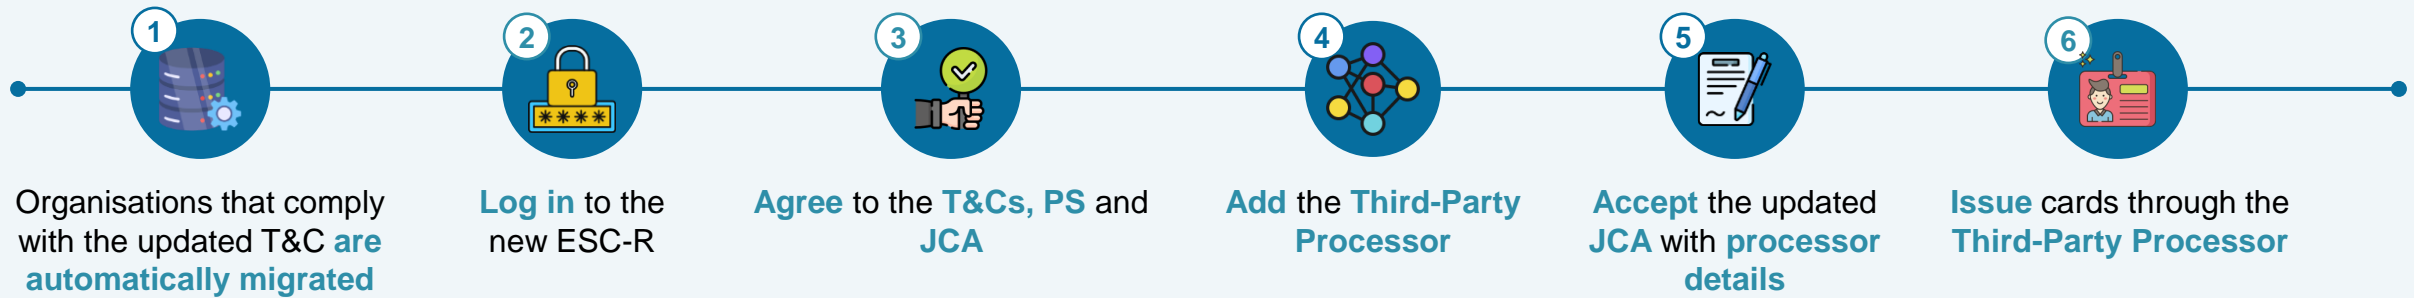 1
Organisations that comply
with the updated T&C are
automatically migrated
2
****
Log in to the
new ESC-R
3
Agree to the T&Cs, PS and
JCA
4
Add the Third-Party
Processor
5
Accept the updated
JCA with processor
details
6
Issue cards through the
Third-Party Processor